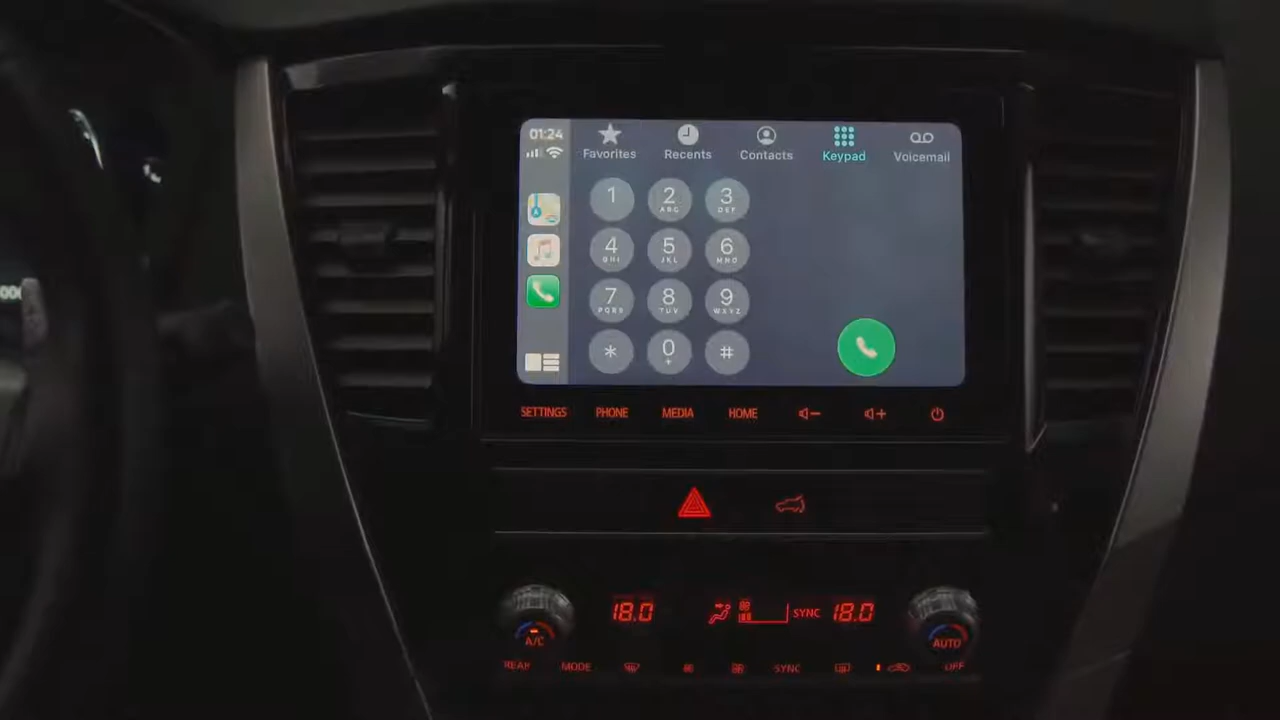 01:24
Favorites Recents Contacts Keypad Voicemail
1 2 3
ABC DEF
4 5 6
GHI JKL MNO
7 8 9
PQRS TUV WXYZ
* 0 #
+
SETTINGS PHONE MEDIA HOME
18.0 SYNC 18.0
A/C AUTO
REAR MODE SYNC OFF